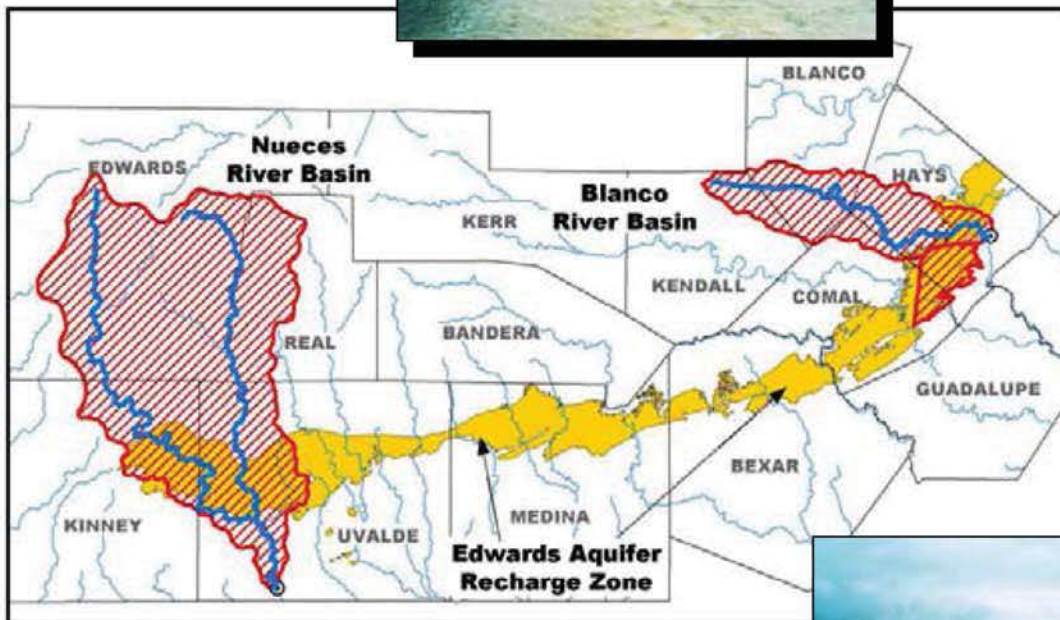 BLANCO
Nueces
River Basin
EDWARDS
HAYS
Blanco
River Basin
KERR
KENDALL
COMAL
REAL
BANDERA
GUADALUPE
BEXAR
KINNEY
UVALDE
MEDINA
Edwards Aquifer
Recharge Zone